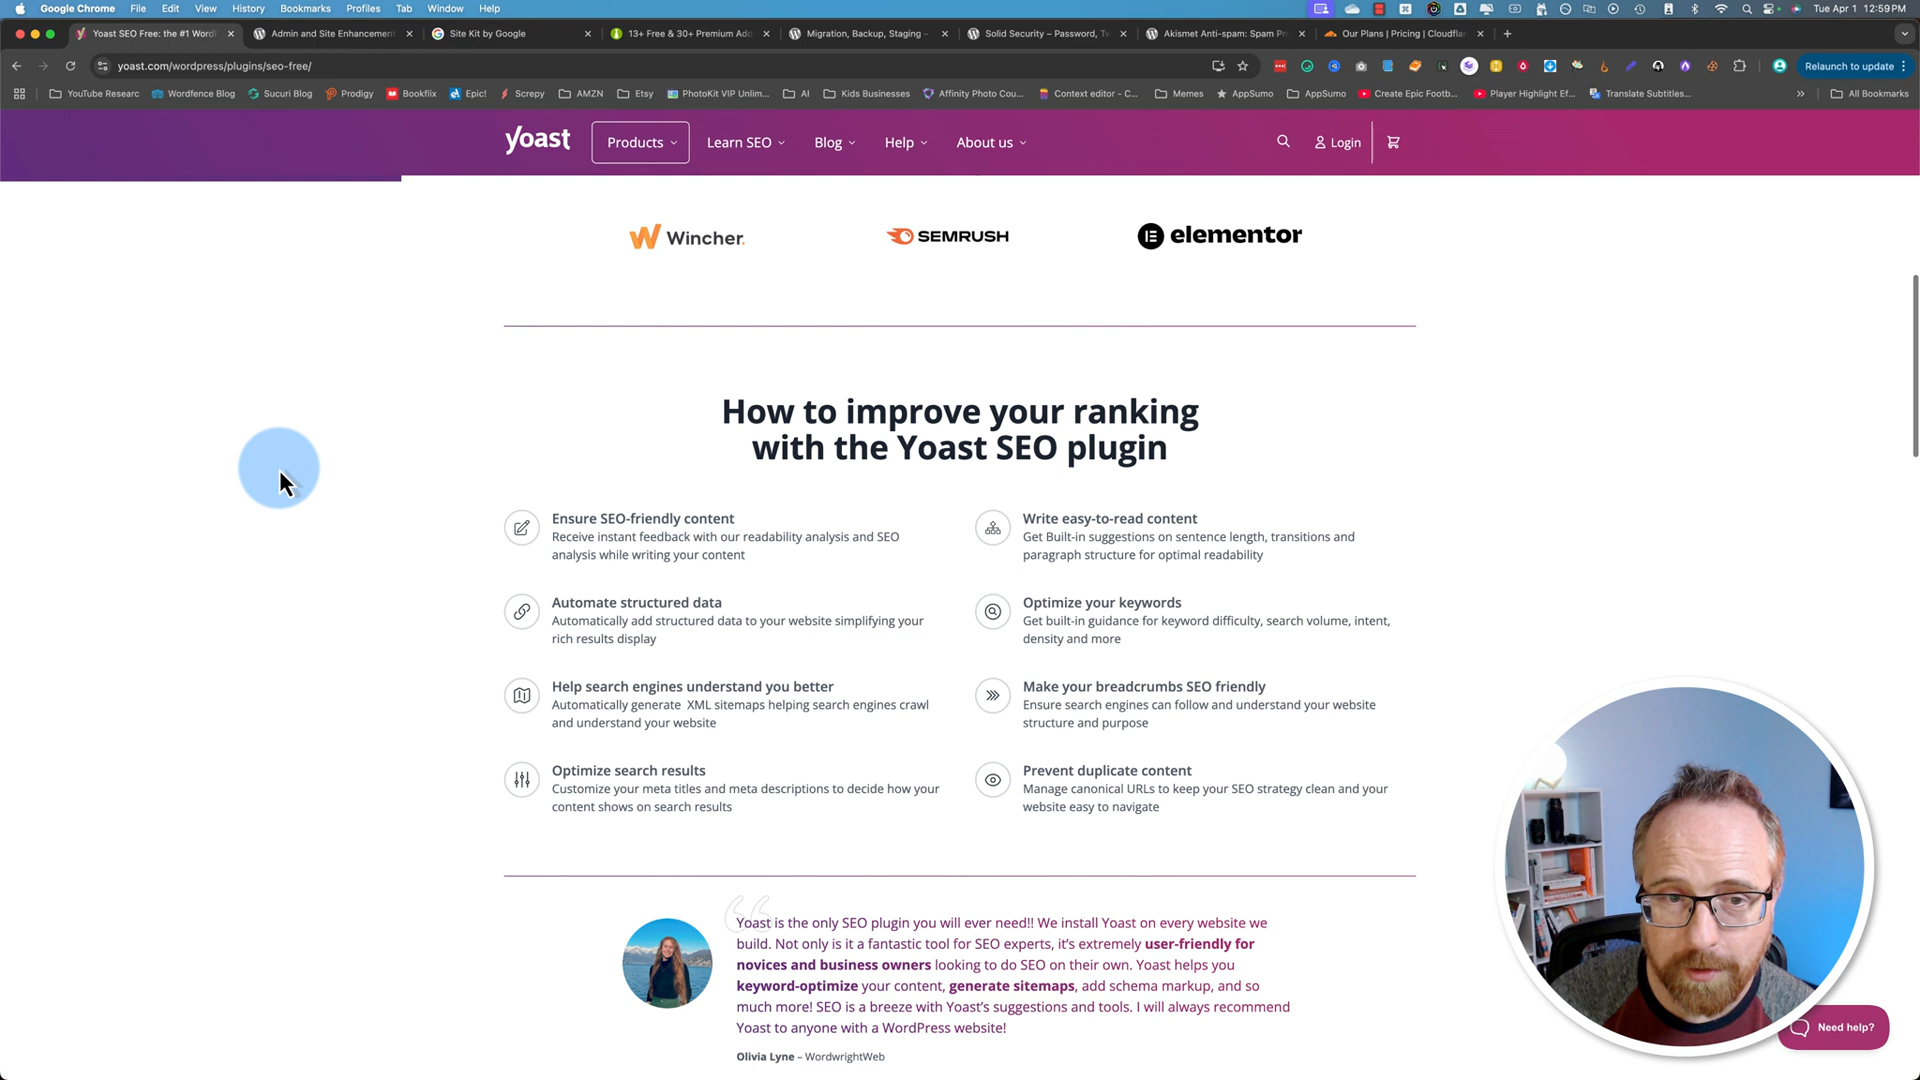 Google Chrome File Edit View History Bookmarks Profiles Tab Window Help Tue Apr 1 12:59 PM
Yoast SEO Free: the #1 Word Admin and Site Enhancement Site Kit by Google 13+ Free & 30+ Premium Add Migration, Backup, Staging – Solid Security – Password, Tw Akismet Anti-spam: Spam Pr Our Plans | Pricing | Cloudfla
yoast.com/wordpress/plugins/seo-free/ Relaunch to update
YouTube Researc Wordfence Blog Sucuri Blog Prodigy Bookflix Epic! Screpy AMZN Etsy PhotoKit VIP Unlim... AI Kids Businesses Affinity Photo Cou... Context editor - C... Memes AppSumo AppSumo Create Epic Footb... Player Highlight Ef... Translate Subtitles... » All Bookmarks
yoast Products Learn SEO Blog Help About us Login
W Wincher. SEMRUSH elementor
How to improve your ranking
with the Yoast SEO plugin
Ensure SEO-friendly content
Receive instant feedback with our readability analysis and SEO
analysis while writing your content
Write easy-to-read content
Get Built-in suggestions on sentence length, transitions and
paragraph structure for optimal readability
Automate structured data
Automatically add structured data to your website simplifying your
rich results display
Optimize your keywords
Get built-in guidance for keyword difficulty, search volume, intent,
density and more
Help search engines understand you better
Automatically generate XML sitemaps helping search engines crawl
and understand your website
Make your breadcrumbs SEO friendly
Ensure search engines can follow and understand your website
structure and purpose
Optimize search results
Customize your meta titles and meta descriptions to decide how your
content shows on search results
Prevent duplicate content
Manage canonical URLs to keep your SEO strategy clean and your
website easy to navigate
Yoast is the only SEO plugin you will ever need!! We install Yoast on every website we
build. Not only is it a fantastic tool for SEO experts, it's extremely user-friendly for
novices and business owners looking to do SEO on their own. Yoast helps you
keyword-optimize your content, generate sitemaps, add schema markup, and so
much more! SEO is a breeze with Yoast's suggestions and tools. I will always recommend
Yoast to anyone with a WordPress website!
Olivia Lyne – WordwrightWeb
Need help?